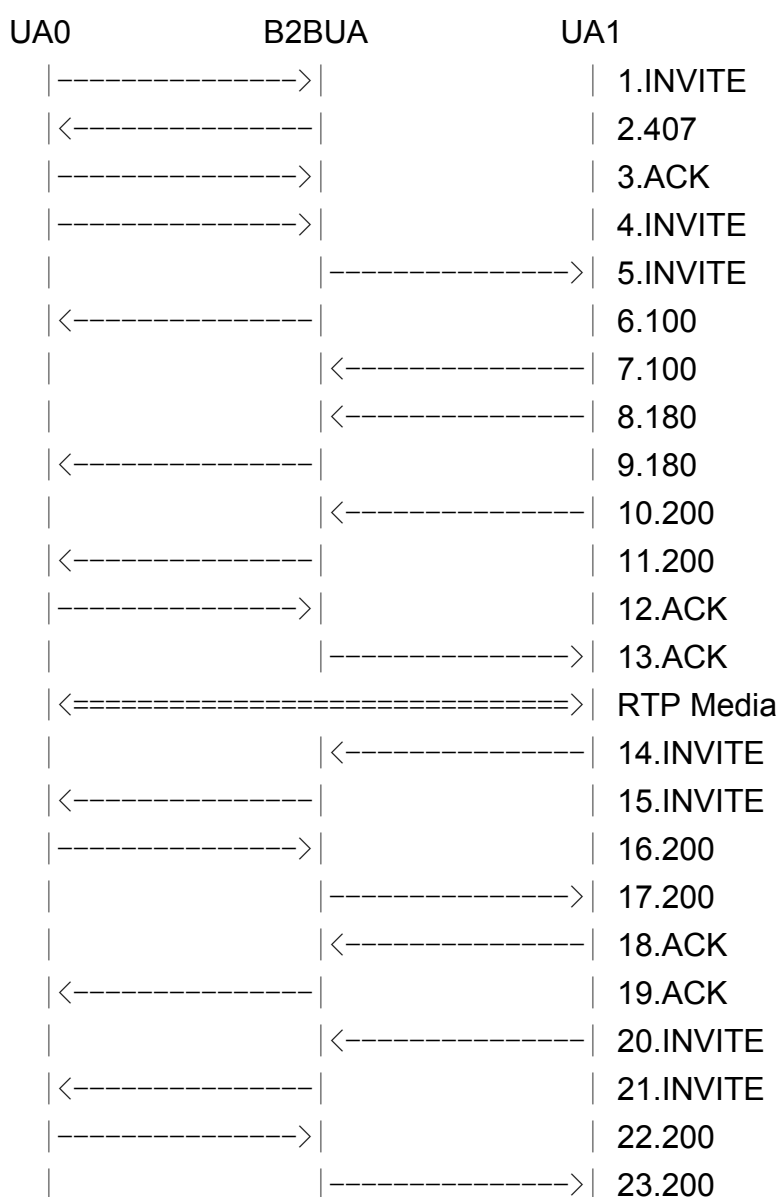 UA0 B2BUA UA1
|-------------->| | 1.INVITE
|<--------------| | 2.407
|-------------->| | 3.ACK
|-------------->| | 4.INVITE
| |-------------->| 5.INVITE
|<--------------| | 6.100
| |<--------------| 7.100
| |<--------------| 8.180
|<--------------| | 9.180
| |<--------------| 10.200
|<--------------| | 11.200
|-------------->| | 12.ACK
| |-------------->| 13.ACK
|<==============================>| RTP Media
| |<--------------| 14.INVITE
|<--------------| | 15.INVITE
|-------------->| | 16.200
| |-------------->| 17.200
| |<--------------| 18.ACK
|<--------------| | 19.ACK
| |<--------------| 20.INVITE
|<--------------| | 21.INVITE
|-------------->| | 22.200
| |-------------->| 23.200